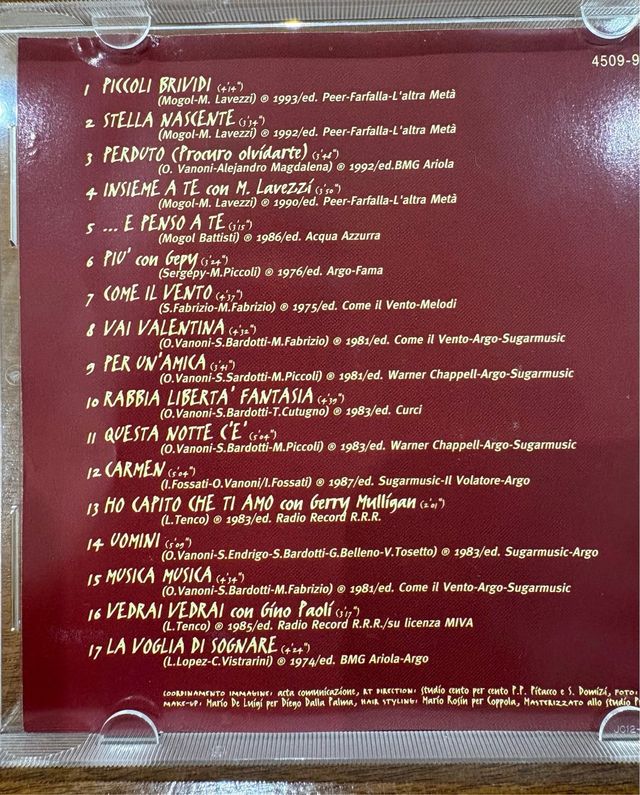 4509-9
1 PICCOLI BRIVIDI (4'14")
(Mogol-M. Lavezzi) ℗ 1993/ed. Peer-Farfalla-L'altra Metà
2 STELLA NASCENTE (3'34")
(Mogol-M. Lavezzi) ℗ 1992/ed. Peer-Farfalla-L'altra Metà
3 PERDUTO (Procuro olvidarte) (3'48")
(O. Vanoni-Alejandro Magdalena) ℗ 1992/ed.BMG Ariola
4 INSIEME A TE con M. Lavezzi (3'50")
(Mogol-M. Lavezzi) ℗ 1990/ed. Peer-Farfalla-L'altra Metà
5 ... E PENSO A TE (3'15")
(Mogol Battisti) ℗ 1986/ed. Acqua Azzurra
6 PIU' con Gepy (3'24")
(Sergepy-M.Piccoli) ℗ 1976/ed. Argo-Fama
7 COME IL VENTO (4'37")
(S.Fabrizio-M.Fabrizio) ℗ 1975/ed. Come il Vento-Melodi
8 VAI VALENTINA (4'32")
(O.Vanoni-S.Bardotti-M.Fabrizio) ℗ 1981/ed. Come il Vento-Argo-Sugarmusic
9 PER UN'AMICA (3'41")
(O.Vanoni-S.Sardotti-M.Piccoli) ℗ 1981/ed. Warner Chappell-Argo-Sugarmusic
10 RABBIA LIBERTA' FANTASIA (4'39")
(O.Vanoni-S.Bardotti-T.Cutugno) ℗ 1983/ed. Curci
11 QUESTA NOTTE C'E' (5'04")
(O.Vanoni-S.Bardotti-M.Piccoli) ℗ 1983/ed. Warner Chappell-Argo-Sugarmusic
12 CARMEN (5'04")
(I.Fossati-O.Vanoni/I.Fossati) ℗ 1987/ed. Sugarmusic-Il Volatore-Argo
13 HO CAPITO CHE TI AMO con Gerry Mulligan (2'01")
(L.Tenco) ℗ 1983/ed. Radio Record R.R.R.
14 UOMINI (5'09")
(O.Vanoni-S.Endrigo-S.Bardotti-G.Belleno-V.Tosetto) ℗ 1983/ed. Sugarmusic-Argo
15 MUSICA MUSICA (4'34")
(O.Vanoni-S.Bardotti-M.Fabrizio) ℗ 1981/ed. Come il Vento-Argo-Sugarmusic
16 VEDRAI VEDRAI con Gino Paoli (3'17")
(L.Tenco) ℗ 1985/ed. Radio Record R.R.R./su licenza MIVA
17 LA VOGLIA DI SOGNARE (4'24")
(L.Lopez-C.Vistrarini) ℗ 1974/ed. BMG Ariola-Argo
COORDINAMENTO IMMAGINE: acta comunicazione, RT DIRECTION: Studio cento per cento P.P. Pitacco e S. Domizi, FOTO:
MAKE-UP: Mario De Luigi per Diego Dalla Palma, HAIR STYLING: Mario Rosin per Coppola, MASTERIZZATO allo studio
JC12-